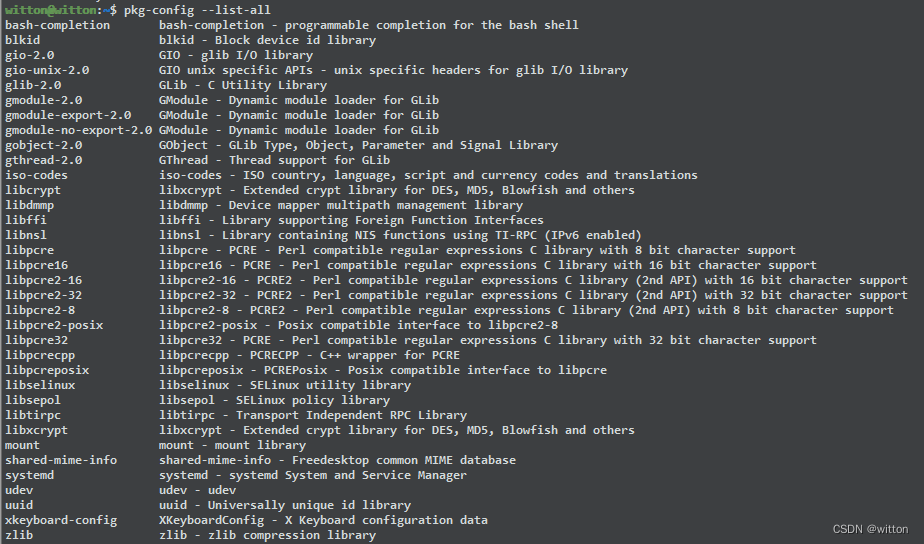 witton@witton:~$ pkg-config --list-all
bash-completion bash-completion - programmable completion for the bash shell
blkid blkid - Block device id library
gio-2.0 GIO - glib I/O library
gio-unix-2.0 GIO unix specific APIs - unix specific headers for glib I/O library
glib-2.0 GLib - C Utility Library
gmodule-2.0 GModule - Dynamic module loader for GLib
gmodule-export-2.0 GModule - Dynamic module loader for GLib
gmodule-no-export-2.0 GModule - Dynamic module loader for GLib
gobject-2.0 GObject - GLib Type, Object, Parameter and Signal Library
gthread-2.0 GThread - Thread support for GLib
iso-codes iso-codes - ISO country, language, script and currency codes and translations
libcrypt libxcrypt - Extended crypt library for DES, MD5, Blowfish and others
libdmmp libdmmp - Device mapper multipath management library
libffi libffi - Library supporting Foreign Function Interfaces
libnsl libnsl - Library containing NIS functions using TI-RPC (IPv6 enabled)
libpcre libpcre - PCRE - Perl compatible regular expressions C library with 8 bit character support
libpcre16 libpcre16 - PCRE - Perl compatible regular expressions C library with 16 bit character support
libpcre2-16 libpcre2-16 - PCRE2 - Perl compatible regular expressions C library (2nd API) with 16 bit character support
libpcre2-32 libpcre2-32 - PCRE2 - Perl compatible regular expressions C library (2nd API) with 32 bit character support
libpcre2-8 libpcre2-8 - PCRE2 - Perl compatible regular expressions C library (2nd API) with 8 bit character support
libpcre2-posix libpcre2-posix - Posix compatible interface to libpcre2-8
libpcre32 libpcre32 - PCRE - Perl compatible regular expressions C library with 32 bit character support
libpcrecpp libpcrecpp - PCRECPP - C++ wrapper for PCRE
libpcreposix libpcreposix - PCREPosix - Posix compatible interface to libpcre
libselinux libselinux - SELinux utility library
libsepol libsepol - SELinux policy library
libtirpc libtirpc - Transport Independent RPC Library
libxcrypt libxcrypt - Extended crypt library for DES, MD5, Blowfish and others
mount mount - mount library
shared-mime-info shared-mime-info - Freedesktop common MIME database
systemd systemd - systemd System and Service Manager
udev udev - udev
uuid uuid - Universally unique id library
xkeyboard-config XKeyboardConfig - X Keyboard configuration data
zlib zlib - zlib compression library
CSDN @witton